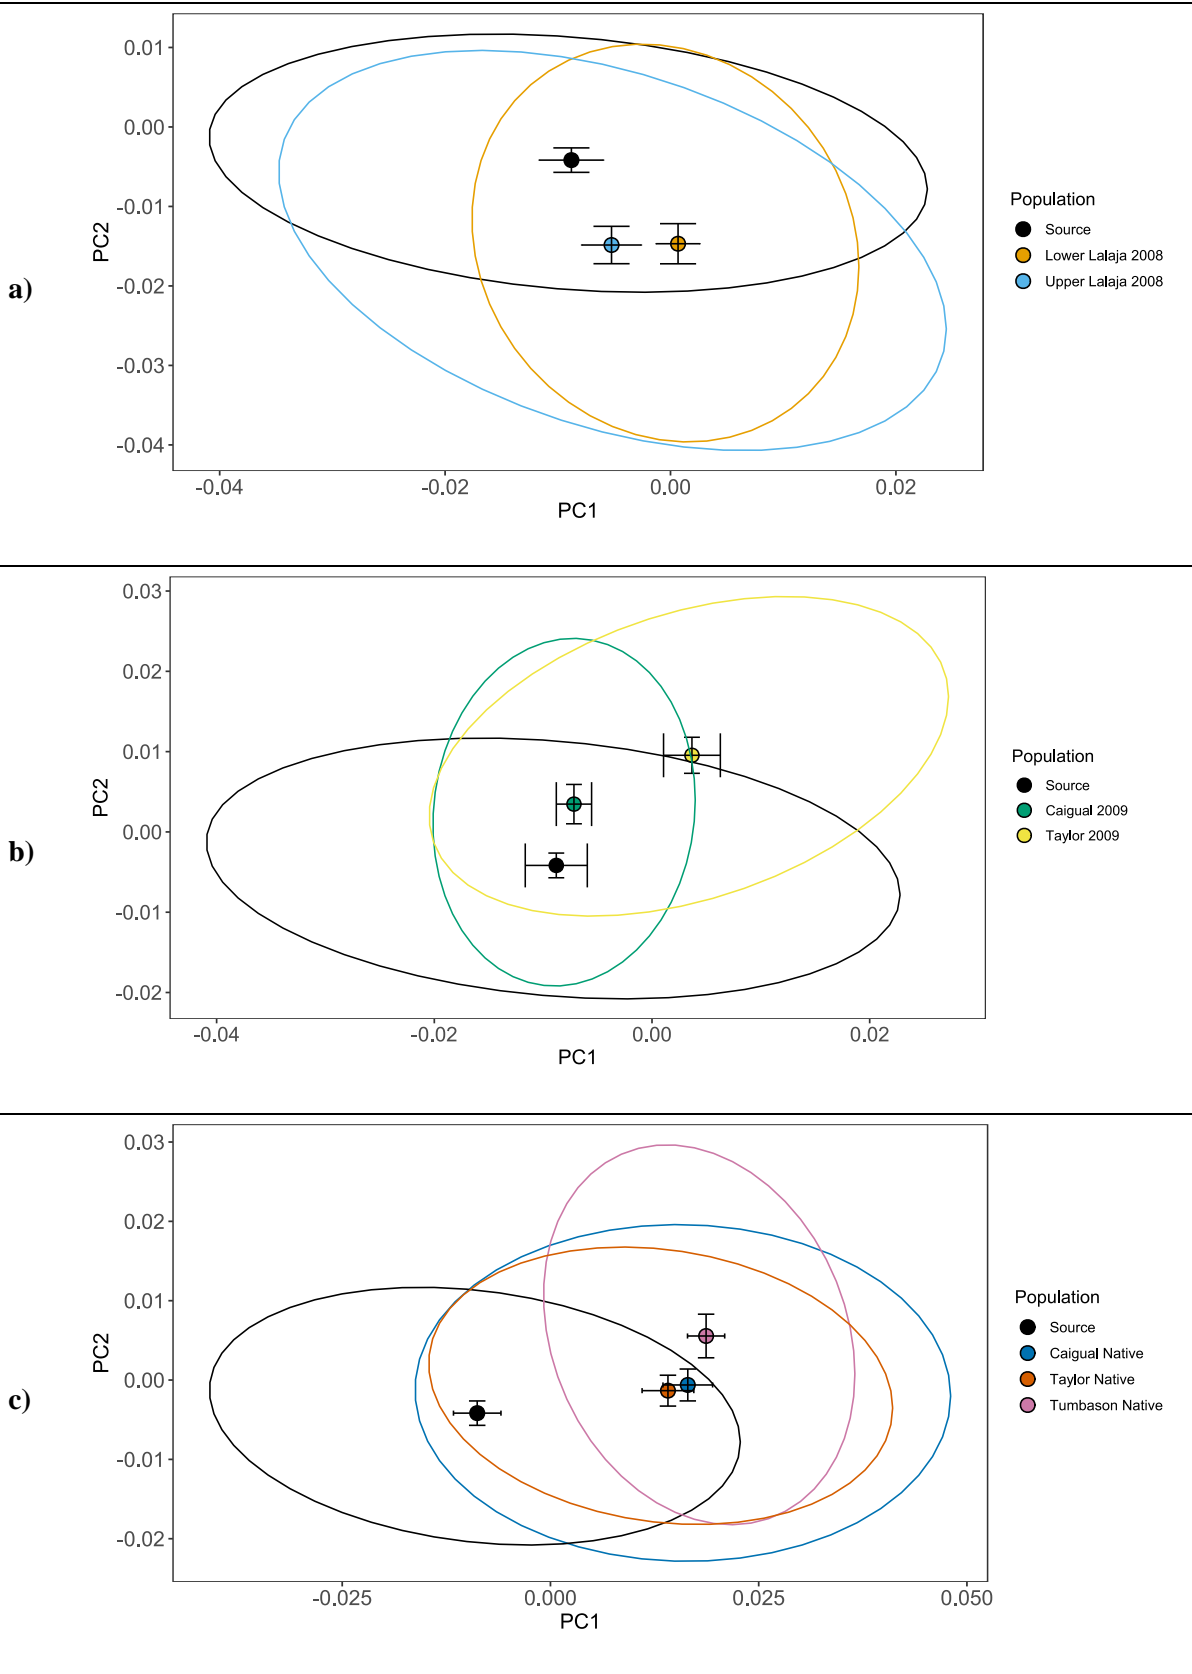 a)
PC2
0.01
0.00
-0.01
-0.02
-0.03
-0.04
-0.04 -0.02 0.00 0.02
PC1
Population
Source
Lower Lalaja 2008
Upper Lalaja 2008
b)
PC2
0.03
0.02
0.01
0.00
-0.01
-0.02
-0.04 -0.02 0.00 0.02
PC1
Population
Source
Caigual 2009
Taylor 2009
c)
PC2
0.03
0.02
0.01
0.00
-0.01
-0.02
-0.025 0.000 0.025 0.050
PC1
Population
Source
Caigual Native
Taylor Native
Tumbason Native